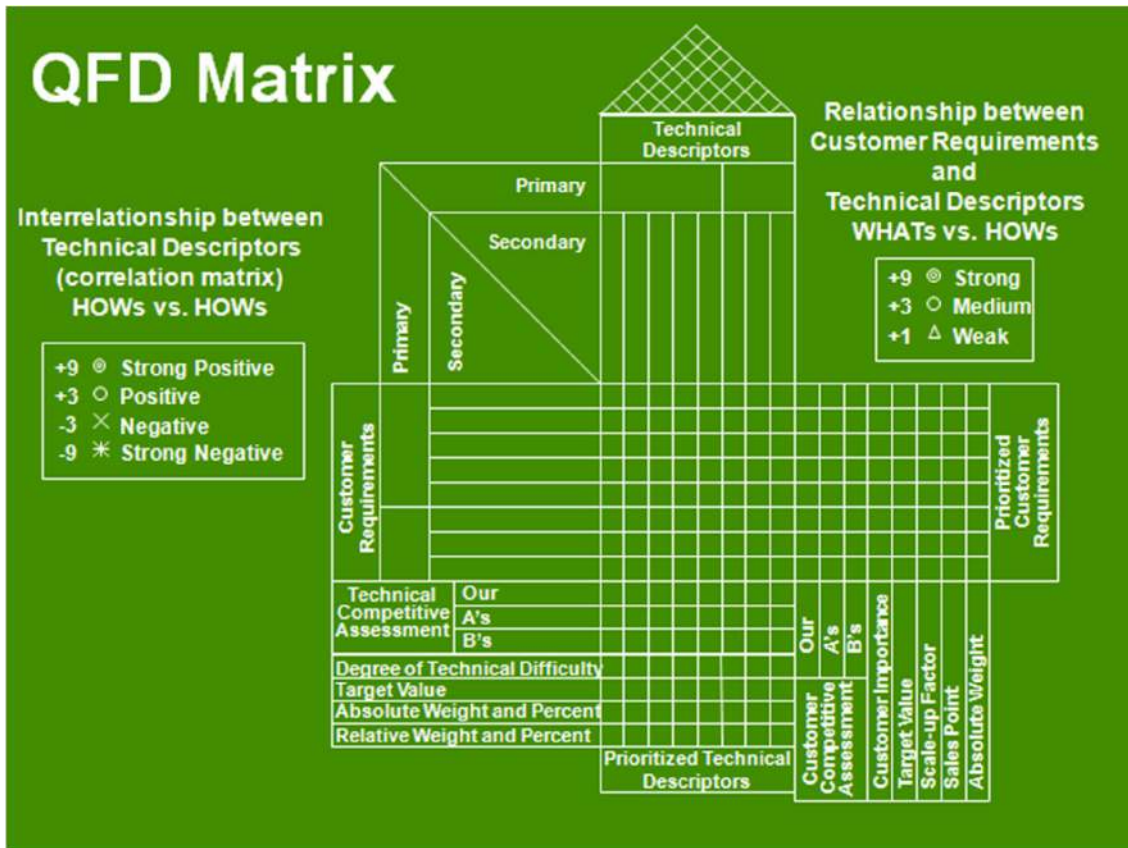 QFD Matrix
Technical
Descriptors
Primary
Secondary
Relationship between
Customer Requirements
and
Technical Descriptors
WHATs vs. HOWs
+9 ◎ Strong
+3 ○ Medium
+1 △ Weak
Interrelationship between
Technical Descriptors
(correlation matrix)
HOWs vs. HOWs
+9 ◎ Strong Positive
+3 ○ Positive
-3 × Negative
-9 ✳ Strong Negative
Primary
Secondary
Customer
Requirements
Prioritized
Customer
Requirements
Technical
Competitive
Assessment
Our
A's
B's
Degree of Technical Difficulty
Target Value
Absolute Weight and Percent
Relative Weight and Percent
Prioritized Technical
Descriptors
Our
A's
B's
Customer
Competitive
Assessment
Customer Importance
Target Value
Scale-up Factor
Sales Point
Absolute Weight